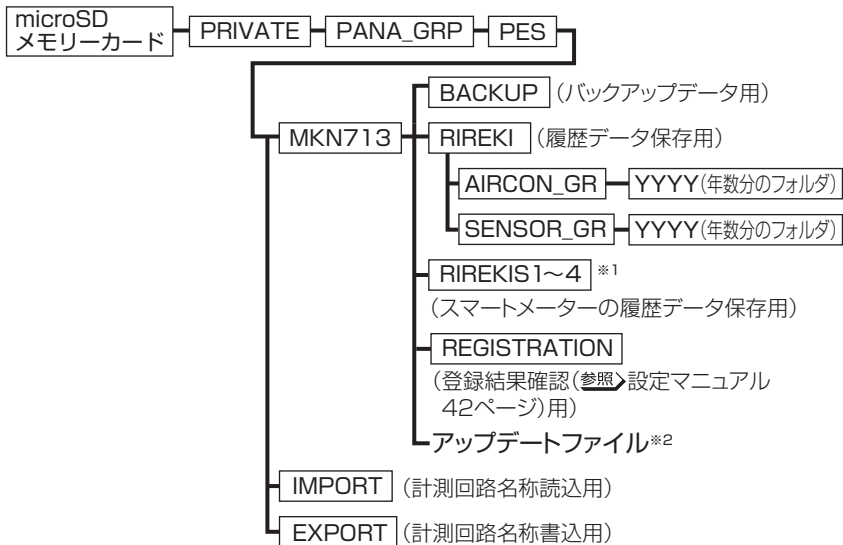 microSD
メモリーカード
PRIVATE
PANA_GRP
PES
BACKUP (バックアップデータ用)
MKN713
RIREKI (履歴データ保存用)
AIRCON_GR
YYYY(年数分のフォルダ)
SENSOR_GR
YYYY(年数分のフォルダ)
RIREKIS1〜4 ※1
(スマートメーターの履歴データ保存用)
REGISTRATION
(登録結果確認(参照 設定マニュアル
42ページ)用)
アップデートファイル※2
IMPORT (計測回路名称読込用)
EXPORT (計測回路名称書込用)